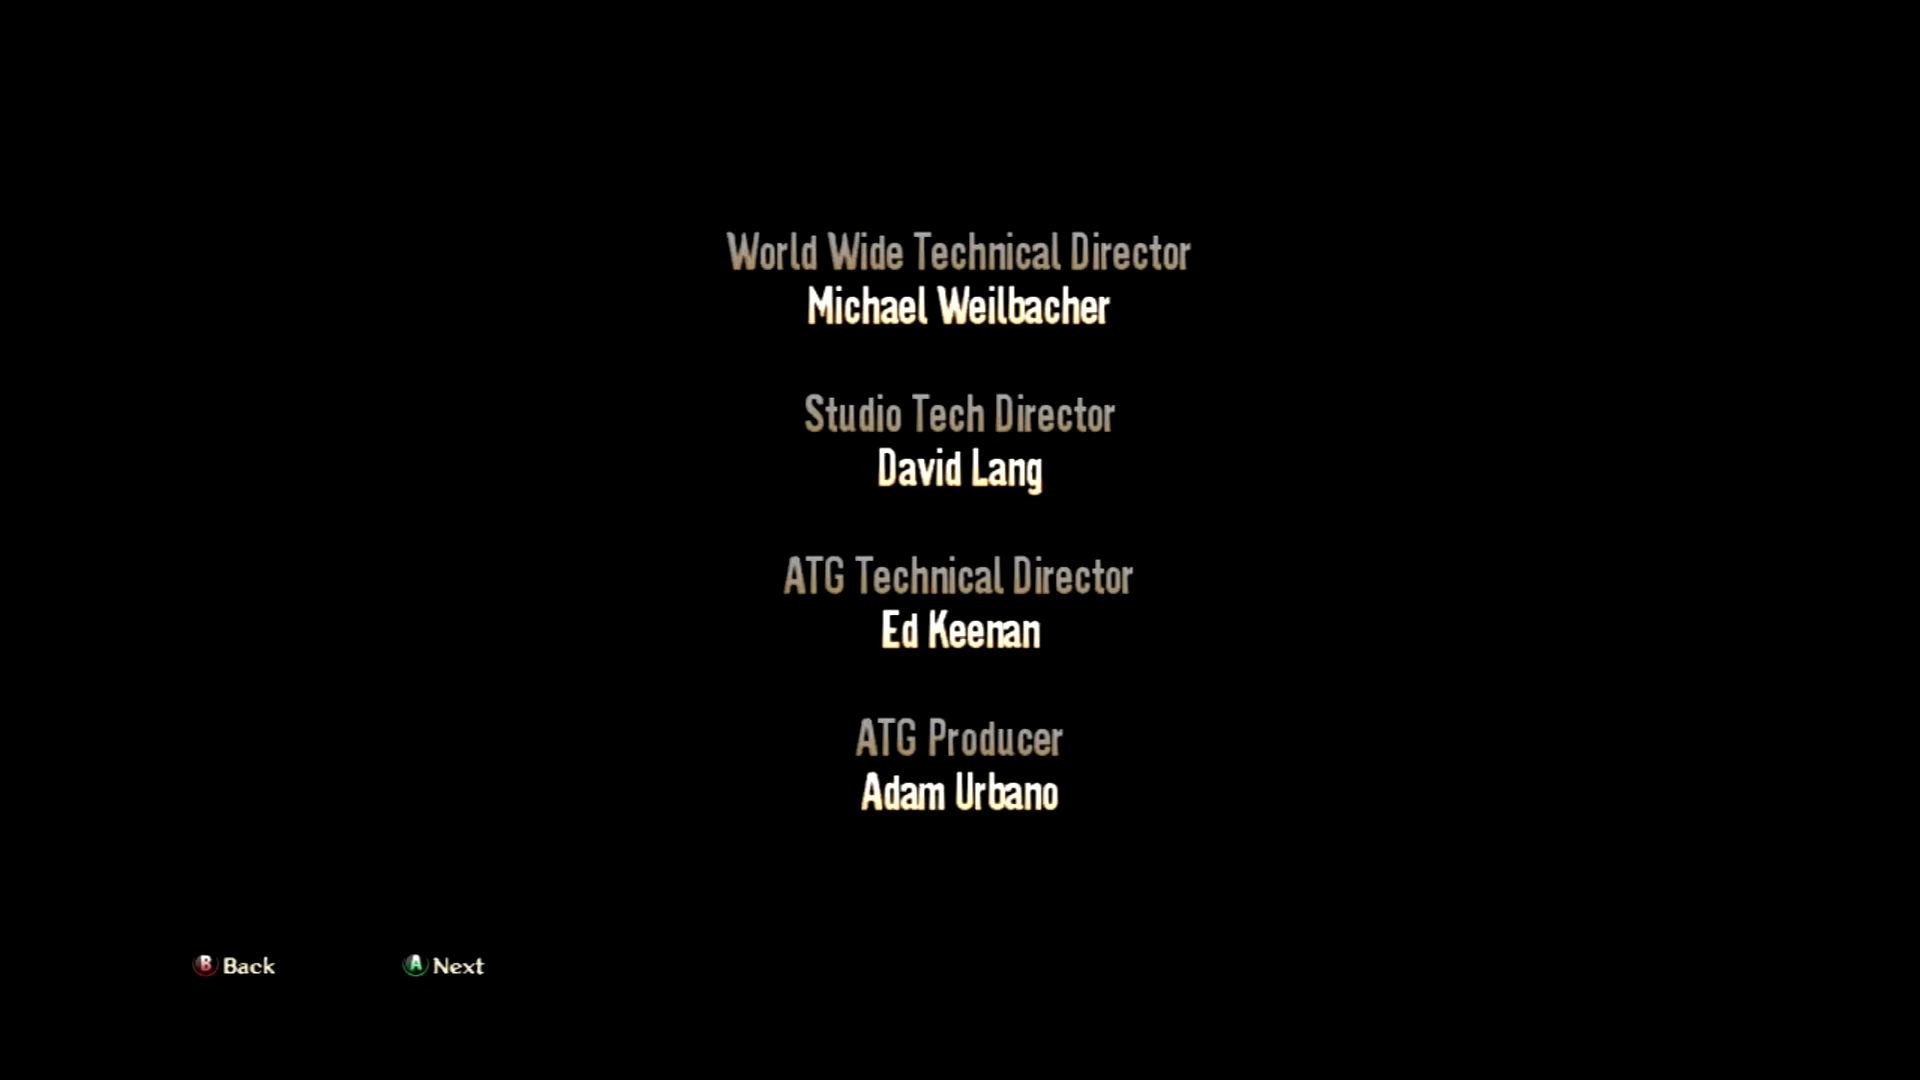 World Wide Technical Director
Michael Weilbacher
Studio Tech Director
David Lang
ATG Technical Director
Ed Keenan
ATG Producer
Adam Urbano
B Back A Next